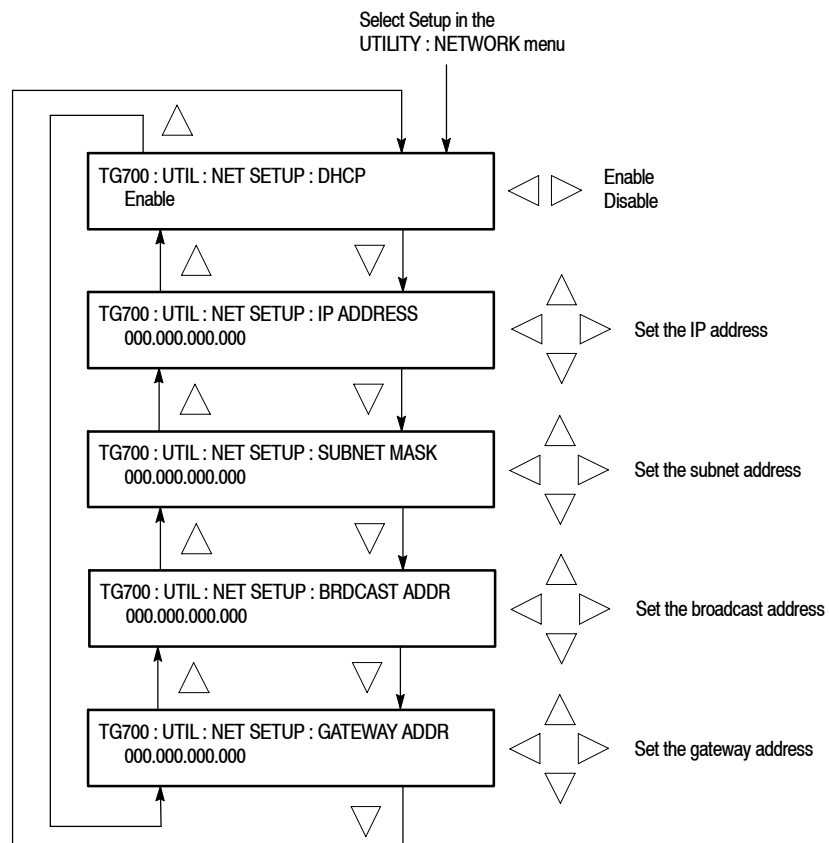 Select Setup in the
UTILITY : NETWORK menu
TG700 : UTIL : NET SETUP : DHCP
Enable
Enable
Disable
TG700 : UTIL : NET SETUP : IP ADDRESS
000.000.000.000
Set the IP address
TG700 : UTIL : NET SETUP : SUBNET MASK
000.000.000.000
Set the subnet address
TG700 : UTIL : NET SETUP : BRDCAST ADDR
000.000.000.000
Set the broadcast address
TG700 : UTIL : NET SETUP : GATEWAY ADDR
000.000.000.000
Set the gateway address